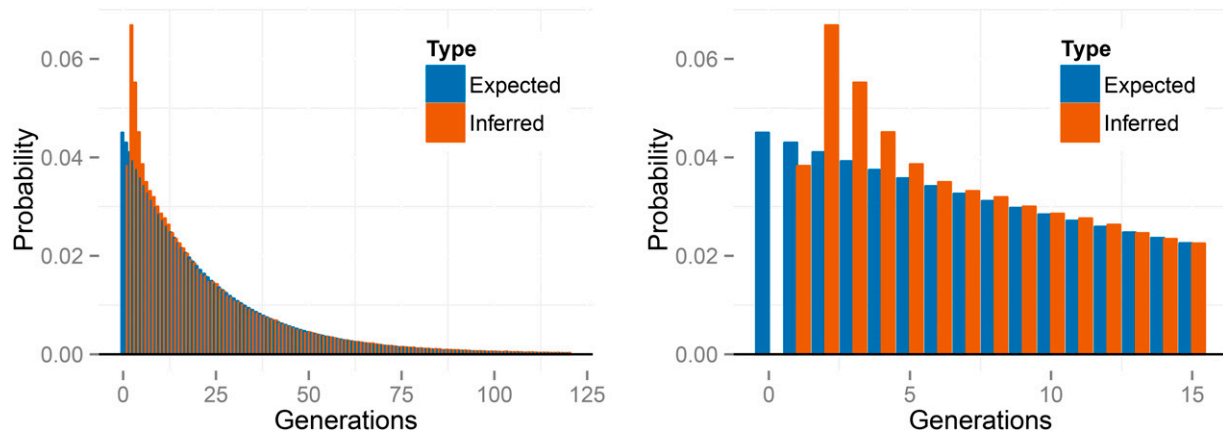 Type
Expected
Inferred
0.06
0.04
0.02
0.00
Probability
0
25
50
75
100
125
Generations
Type
Expected
Inferred
0.06
0.04
0.02
0.00
Probability
0
5
10
15
Generations